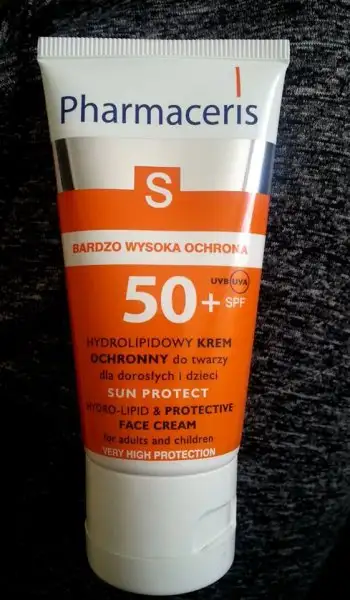 Pharmaceris
S
BARDZO WYSOKA OCHRONA
50+ SPF
UVB UVA
HYDROLIPIDOWY KREM
OCHRONNY do twarzy
dla dorosłych i dzieci
SUN PROTECT
HYDRO-LIPID & PROTECTIVE
FACE CREAM
for adults and children
VERY HIGH PROTECTION